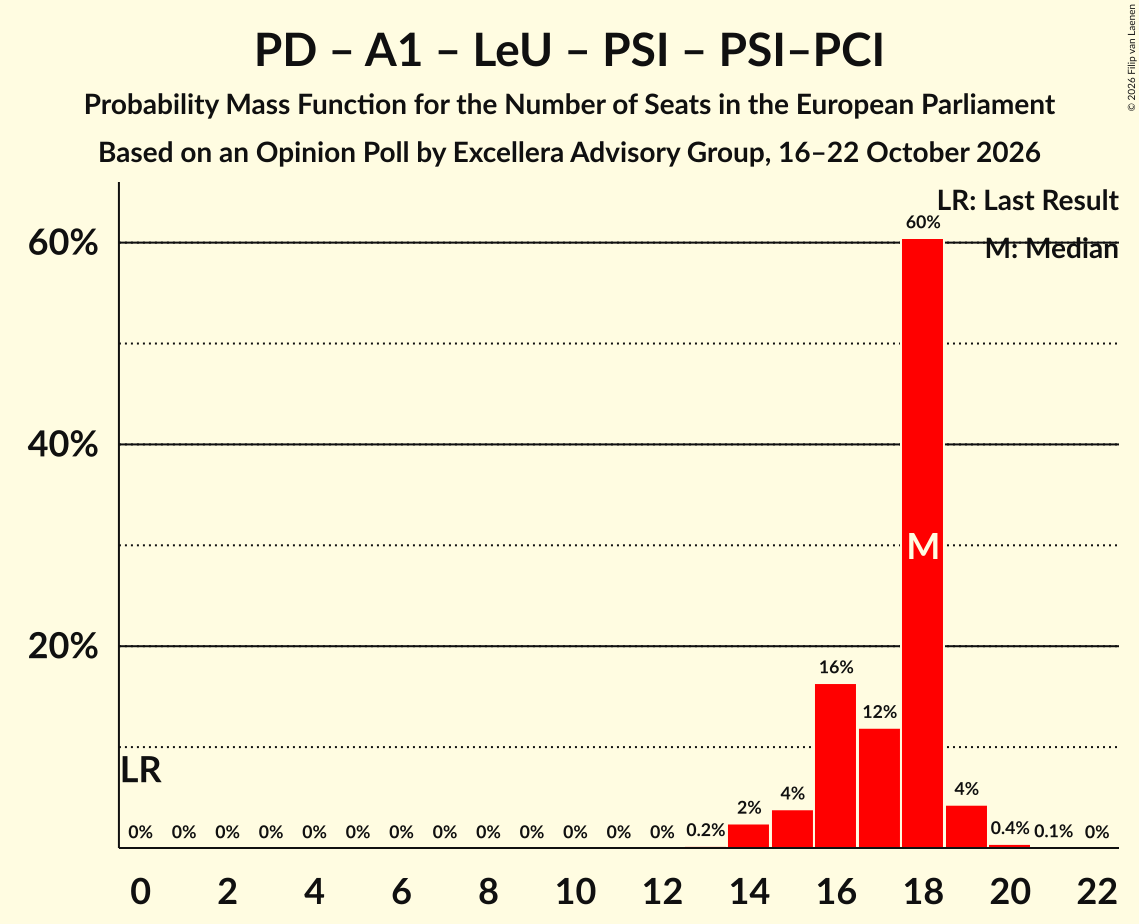 PD – A1 – LeU – PSI – PSI–PCI
Probability Mass Function for the Number of Seats in the European Parliament
Based on an Opinion Poll by Excellera Advisory Group, 16–22 October 2026
© 2026 Filip van Laenen
LR: Last Result
M: Median
60%
40%
20%
LR
M
0% 0% 0% 0% 0% 0% 0% 0% 0% 0% 0% 0% 0% 0.2% 2% 4% 16% 12% 60% 4% 0.4% 0.1% 0%
0 2 4 6 8 10 12 14 16 18 20 22